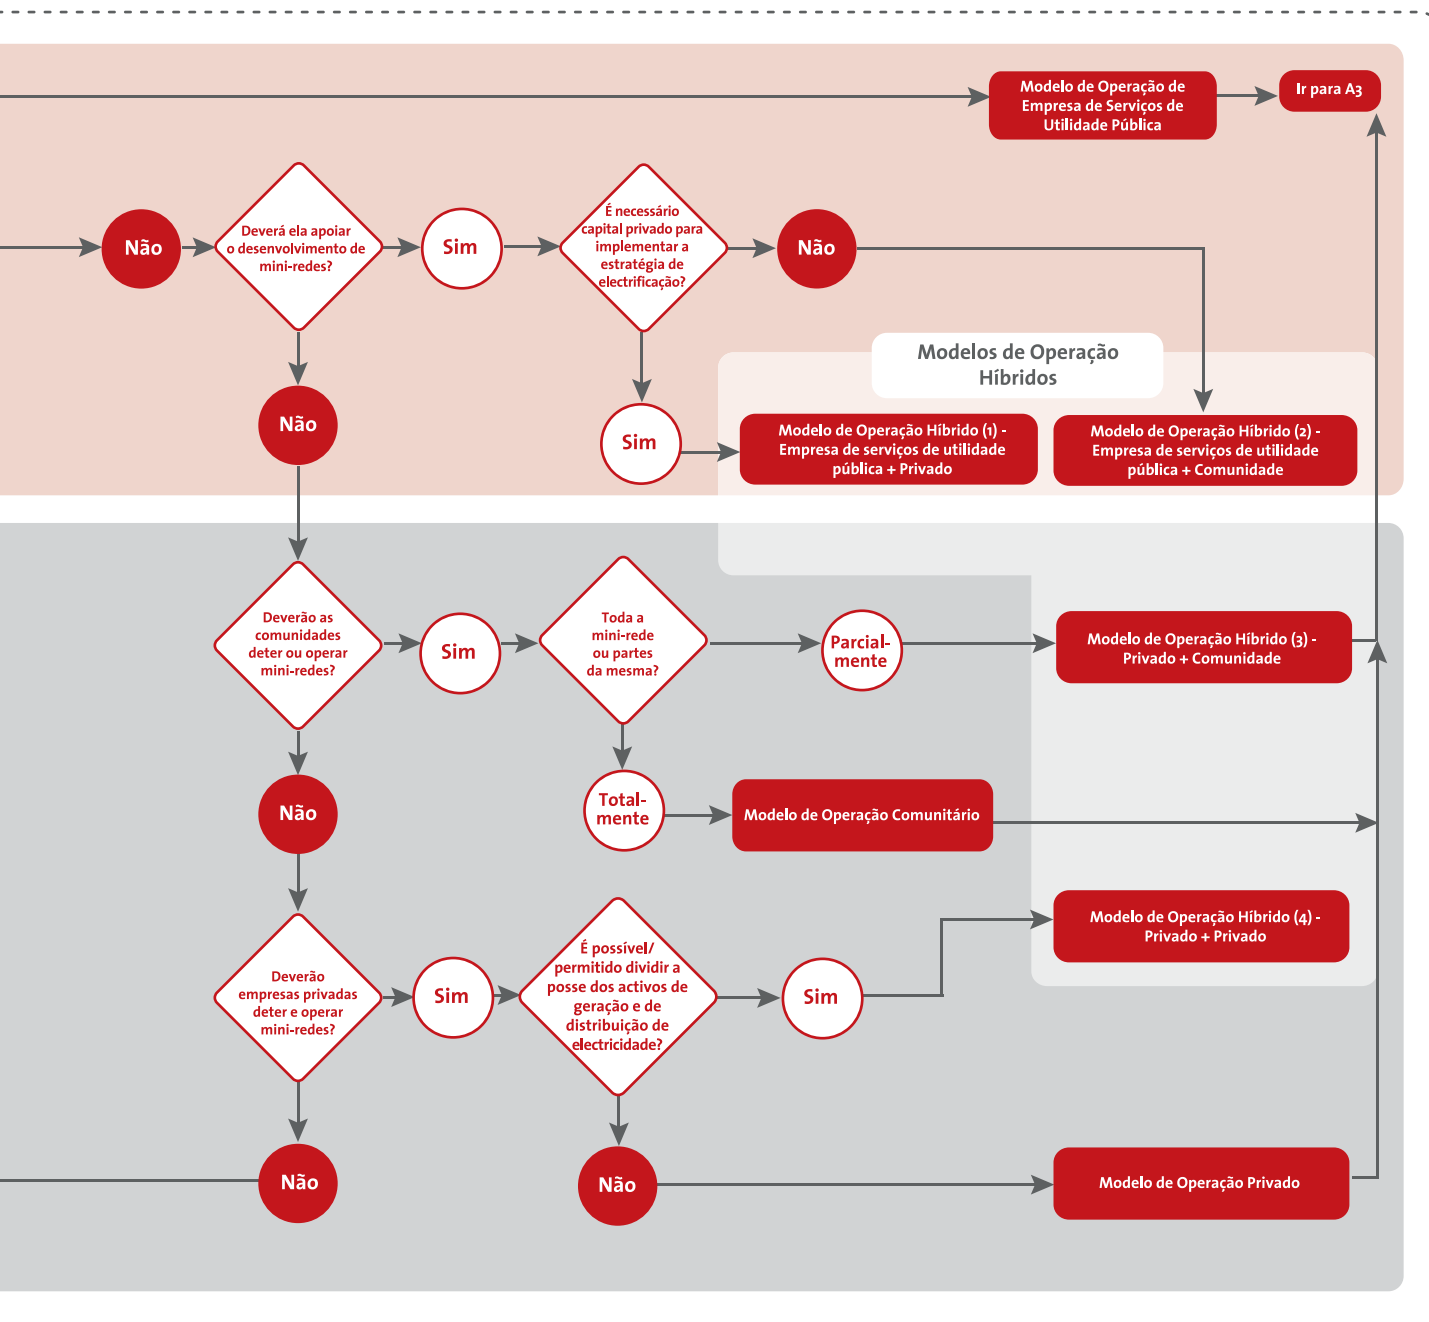 Modelo de Operação de
Empresa de Serviços de
Utilidade Pública
Ir para A3
Não
Deverá ela apoiar
o desenvolvimento de
mini-redes?
Sim
É necessário
capital privado para
implementar a
estratégia de
electrificação?
Não
Não
Sim
Modelos de Operação
Híbridos
Modelo de Operação Híbrido (1) -
Empresa de serviços de utilidade
pública + Privado
Modelo de Operação Híbrido (2) -
Empresa de serviços de utilidade
pública + Comunidade
Deverão as
comunidades
deter ou operar
mini-redes?
Sim
Toda a
mini-rede
ou partes
da mesma?
Parcial-
mente
Modelo de Operação Híbrido (3) -
Privado + Comunidade
Não
Total-
mente
Modelo de Operação Comunitário
Deverão
empresas privadas
deter e operar
mini-redes?
Sim
É possível/
permitido dividir a
posse dos activos de
geração e de
distribuição de
electricidade?
Sim
Modelo de Operação Híbrido (4) -
Privado + Privado
Não
Não
Modelo de Operação Privado